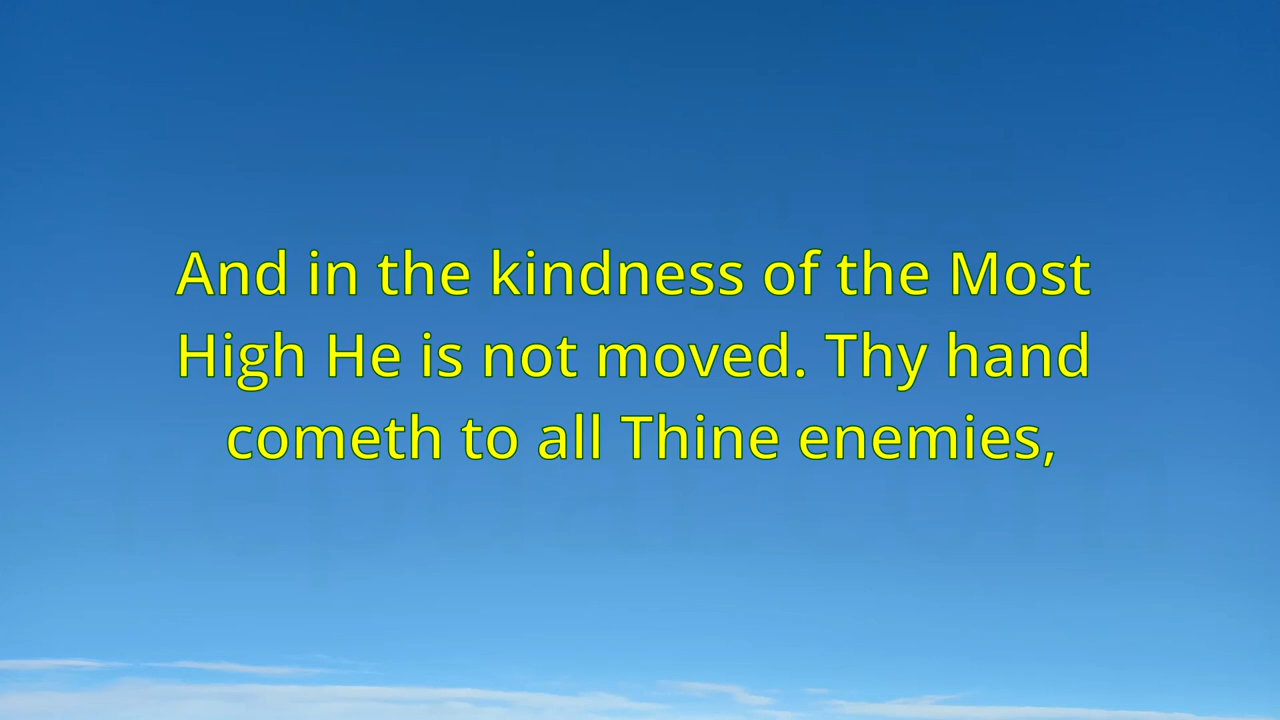 And in the kindness of the Most
High He is not moved. Thy hand
cometh to all Thine enemies,